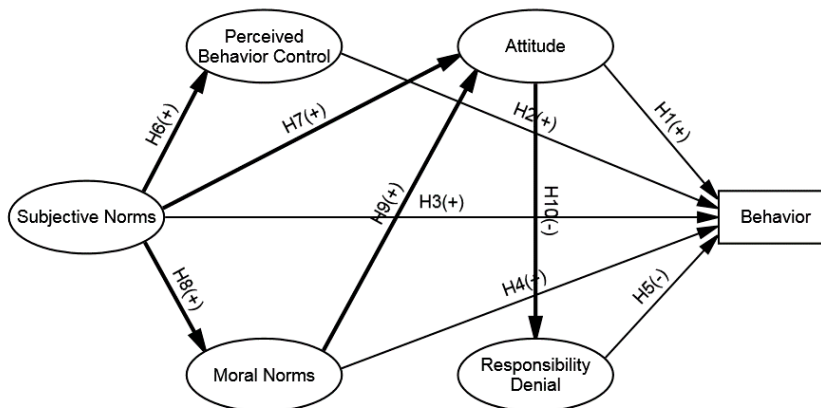 Perceived
Behavior Control
Attitude
H6(+)
H7(+)
H2(+)
H1(+)
Subjective Norms
H9(+)
H3(+)
H10(-)
Behavior
H8(+)
H4(+)
H5(-)
Moral Norms
Responsibility
Denial